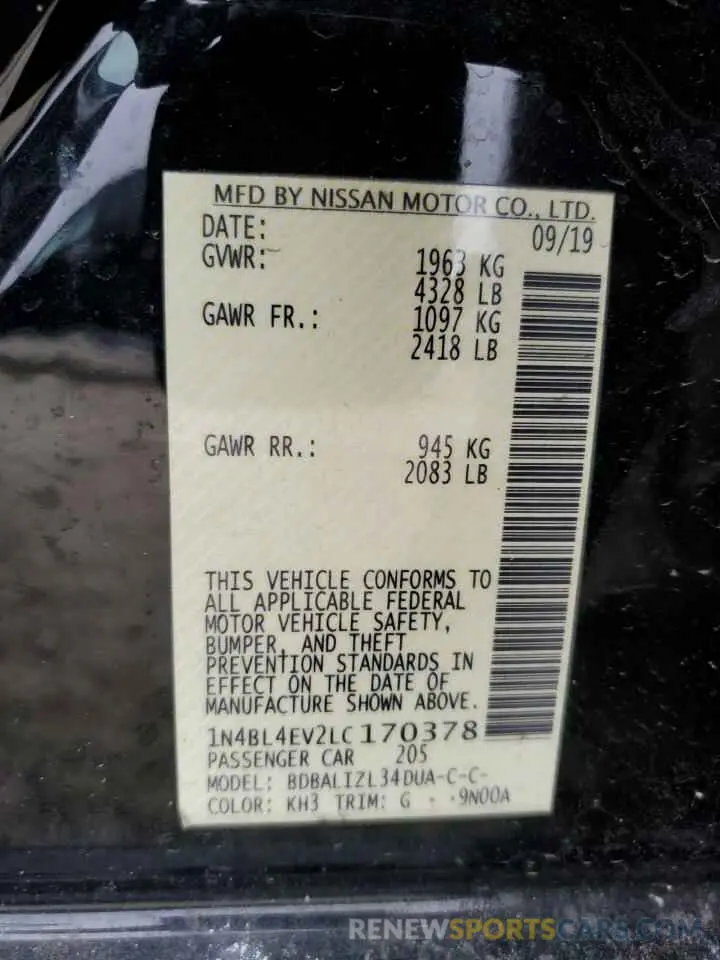 MFD BY NISSAN MOTOR CO., LTD.
DATE: 09/19
GVWR: 1963 KG
4328 LB
GAWR FR.: 1097 KG
2418 LB
GAWR RR.: 945 KG
2083 LB
THIS VEHICLE CONFORMS TO
ALL APPLICABLE FEDERAL
MOTOR VEHICLE SAFETY,
BUMPER, AND THEFT
PREVENTION STANDARDS IN
EFFECT ON THE DATE OF
MANUFACTURE SHOWN ABOVE.
1N4BL4EV2LC170378
PASSENGER CAR 205
MODEL: BDBALIZL34DUA-C-C-
COLOR: KH3 TRIM: G - -9N00A
RENEWSPORTSCARS.COM